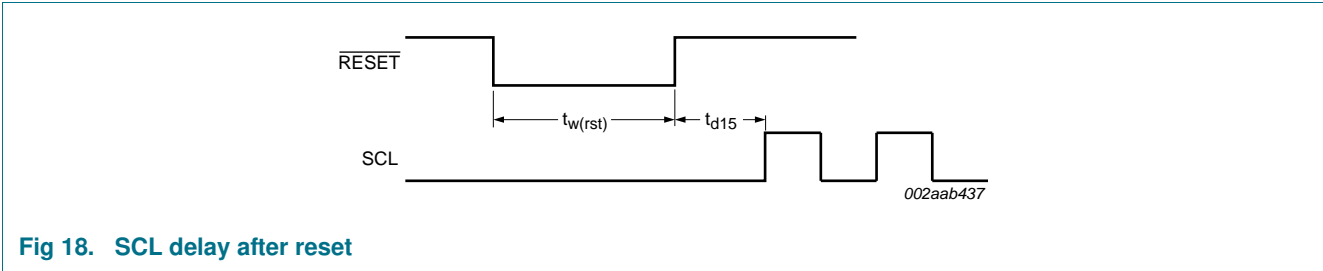 RESET
tw(rst)
td15
SCL
002aab437
Fig 18. SCL delay after reset